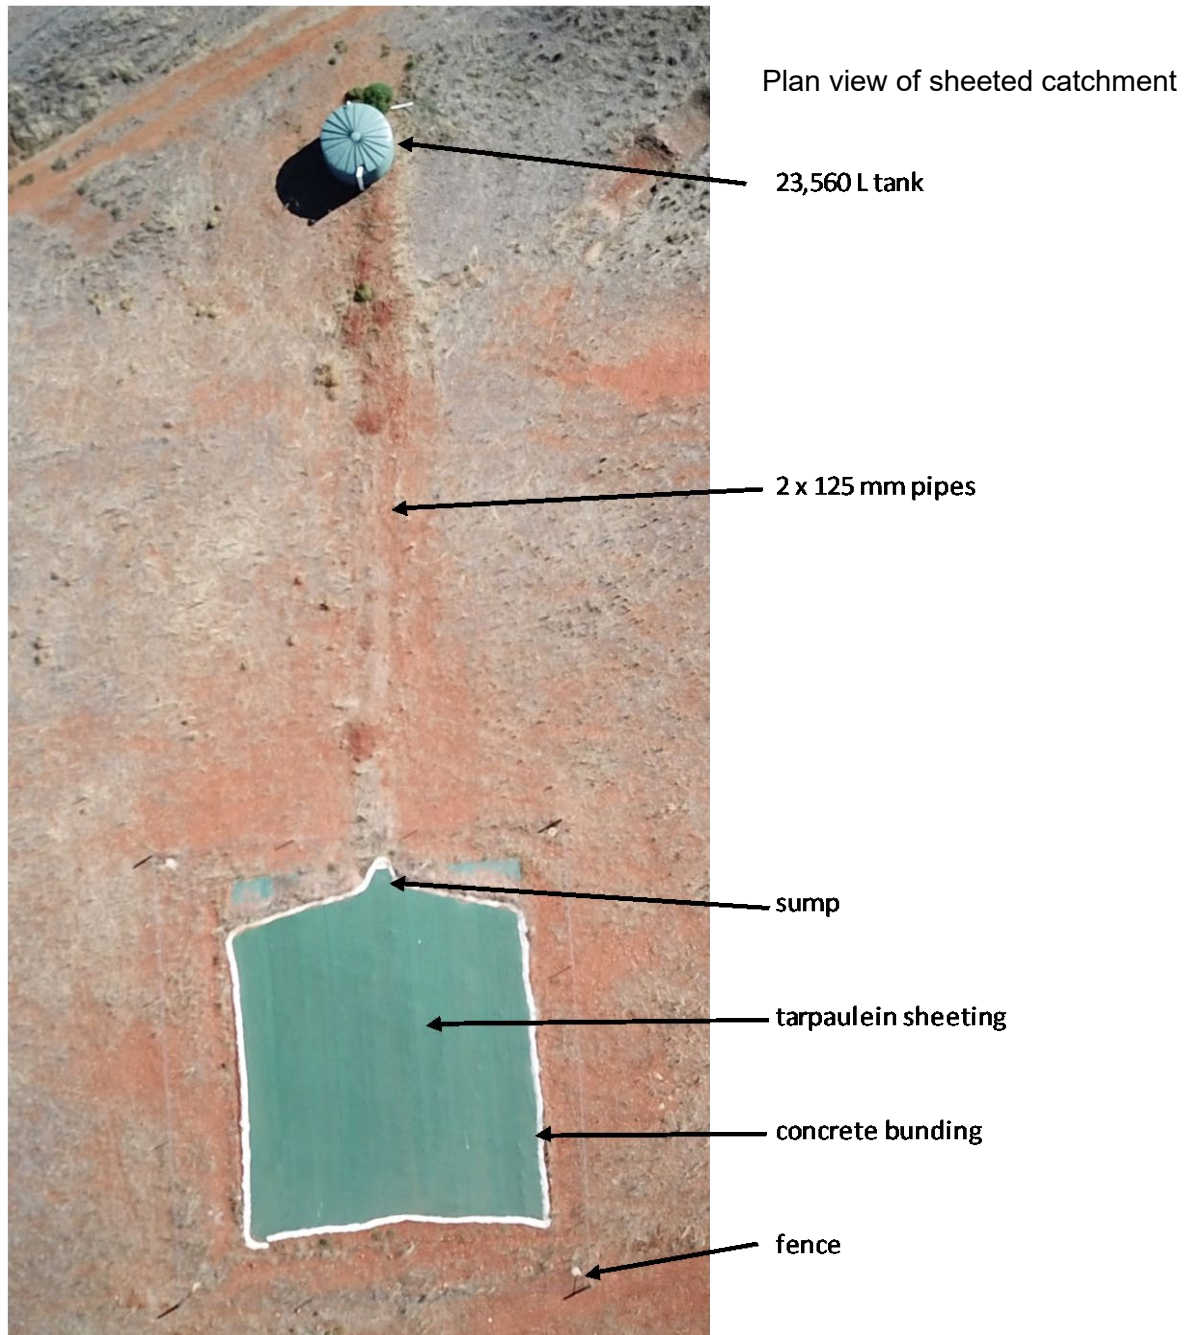 Plan view of sheeted catchment
23,560 L tank
2 x 125 mm pipes
sump
tarpaulein sheeting
concrete bunding
fence